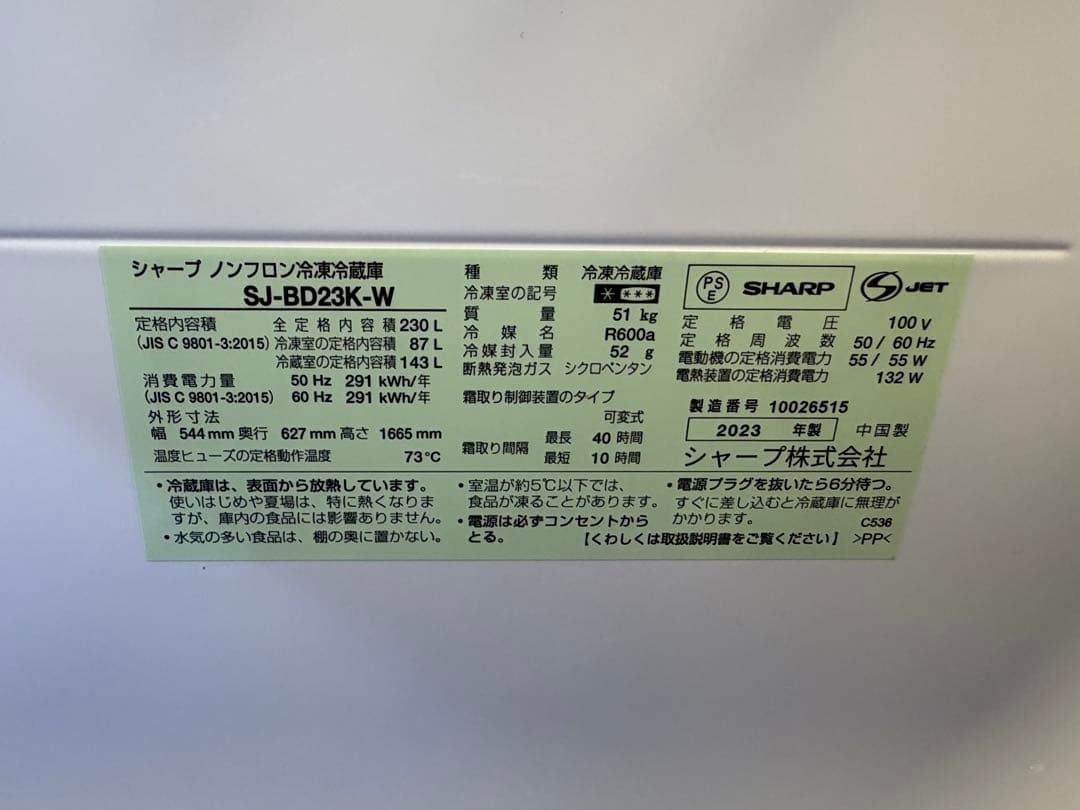 シャープ ノンフロン冷凍冷蔵庫
SJ-BD23K-W
定格内容積 全定格内容積 230 L
(JIS C 9801-3:2015) 冷凍室の定格内容積 87 L
冷蔵室の定格内容積 143 L
消費電力量 50 Hz 291 kWh/年
(JIS C 9801-3:2015) 60 Hz 291 kWh/年
外形寸法
幅 544 mm 奥行 627 mm 高さ 1665 mm
温度ヒューズの定格動作温度 73℃
種類 冷凍冷蔵庫
冷凍室の記号 * ***
質量 51 kg
冷媒名 R600a
冷媒封入量 52 g
断熱発泡ガス シクロペンタン
霜取り制御装置のタイプ
可変式
霜取り間隔 最長 40 時間
最短 10 時間
PSE SHARP S JET
定格電圧 100 V
定格周波数 50 / 60 Hz
電動機の定格消費電力 55 / 55 W
電熱装置の定格消費電力 132 W
製造番号 10026515
2023 年製 中国製
シャープ株式会社
・冷蔵庫は、表面から放熱しています。
使いはじめや夏場は、特に熱くなりま
すが、庫内の食品には影響ありません。
・水気の多い食品は、棚の奥に置かない。
・室温が約5℃以下では、
食品が凍ることがあります。
・電源は必ずコンセントから
とる。
・電源プラグを抜いたら6分待つ。
すぐに差し込むと冷蔵庫に無理が
かかります。 C536
【くわしくは取扱説明書をご覧ください】 >PP<